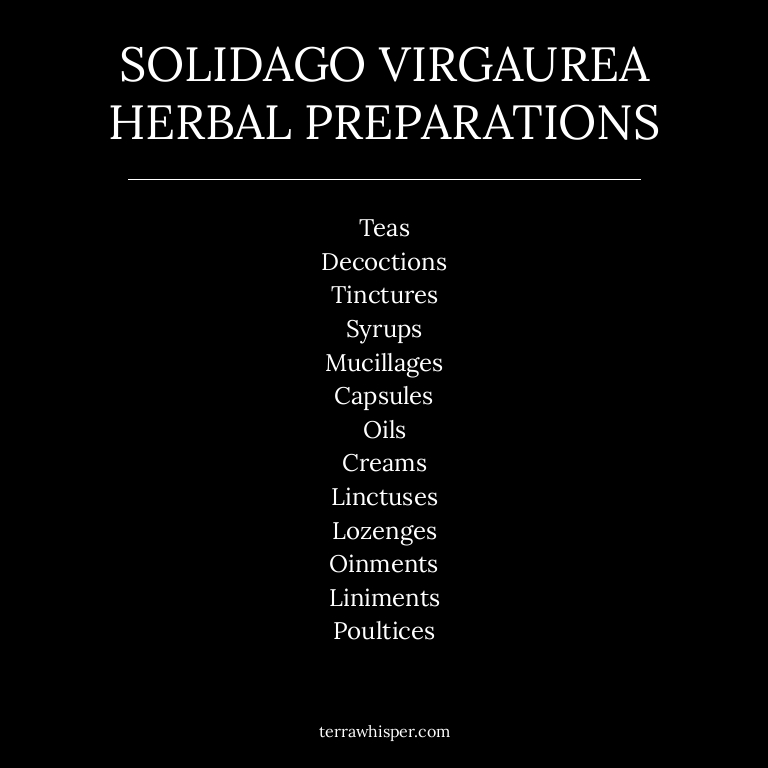 SOLIDAGO VIRGAUREA
HERBAL PREPARATIONS
Teas
Decoctions
Tinctures
Syrups
Mucillages
Capsules
Oils
Creams
Linctuses
Lozenges
Oinments
Liniments
Poultices
terrawhisper.com